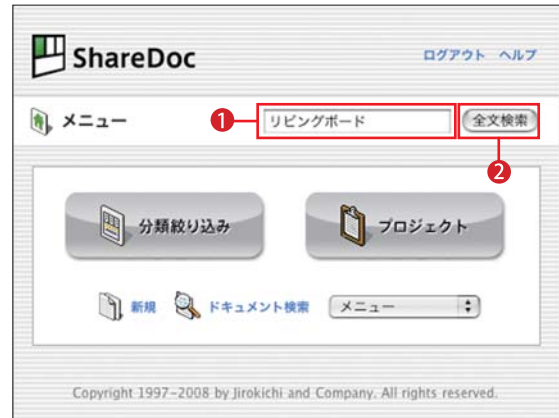 ShareDoc
ログアウト ヘルプ
メニュー
1
リビングボード
全文検索
2
分類絞り込み
プロジェクト
新規
ドキュメント検索
メニュー
Copyright 1997-2008 by Jirokichi and Company. All rights reserved.